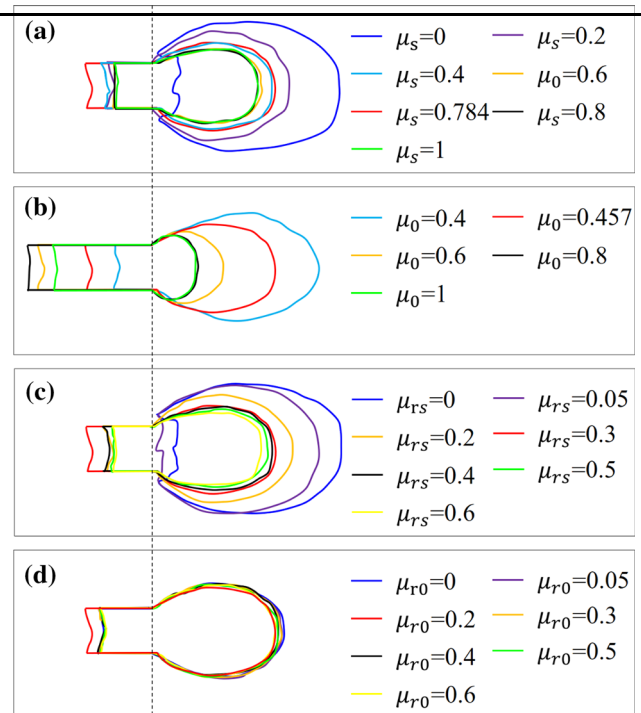 (a)
μs=0 μs=0.2
μs=0.4 μ0=0.6
μs=0.784 μs=0.8
μs=1
(b)
μ0=0.4 μ0=0.457
μ0=0.6 μ0=0.8
μ0=1
(c)
μrs=0 μrs=0.05
μrs=0.2 μrs=0.3
μrs=0.4 μrs=0.5
μrs=0.6
(d)
μr0=0 μr0=0.05
μr0=0.2 μr0=0.3
μr0=0.4 μr0=0.5
μr0=0.6